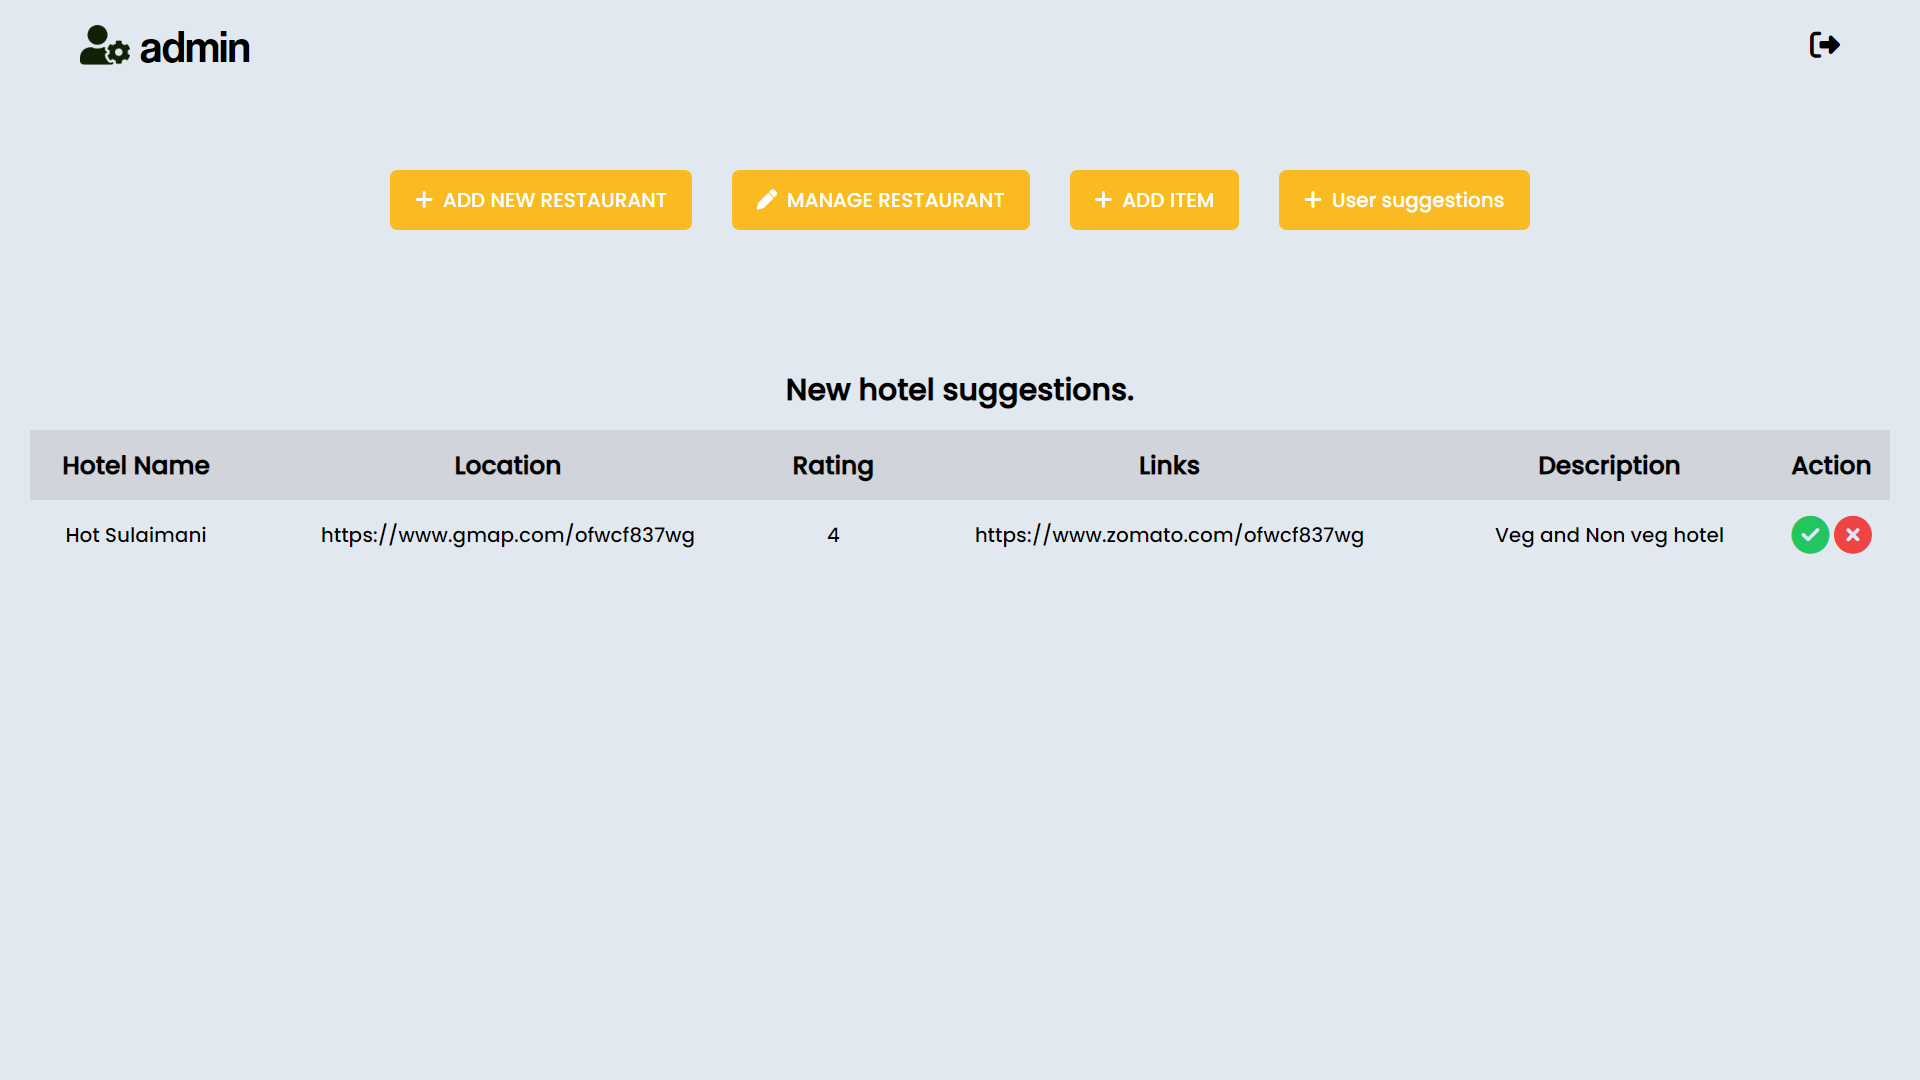 admin
ADD NEW RESTAURANT MANAGE RESTAURANT ADD ITEM User suggestions
New hotel suggestions.
Hotel Name Location Rating Links Description Action
Hot Sulaimani https://www.gmap.com/ofwcf837wg 4 https://www.zomato.com/ofwcf837wg Veg and Non veg hotel